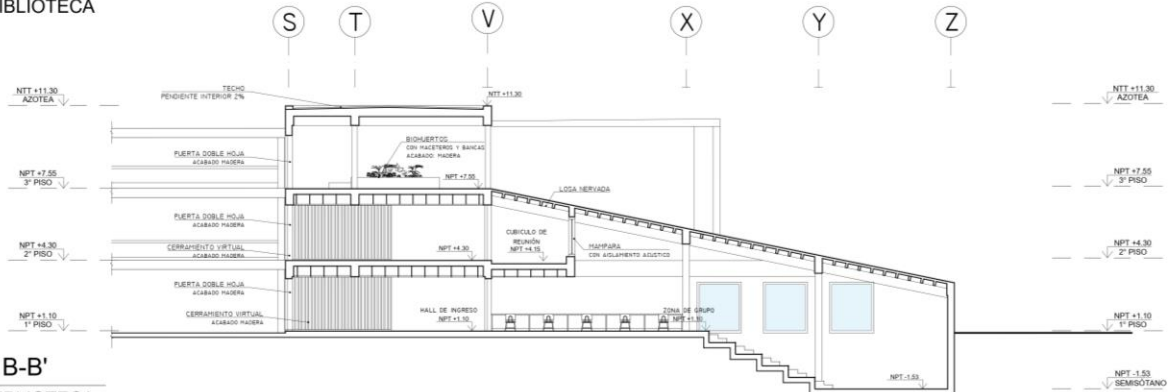 BIBLIOTECA
S
T
V
X
Y
Z
NTT +11.30
AZOTEA
TECHO
PENDIENTE INTERIOR 2%
NTT +11.30
NTT +11.30
AZOTEA
BIOHUERTOS
CON MACETEROS Y BANCAS
ACABADO: MADERA
PUERTA DOBLE HOJA
ACABADO MADERA
NPT +7.55
3° PISO
NPT +7.55
NPT +7.55
3° PISO
LOSA NERVADA
PUERTA DOBLE HOJA
ACABADO MADERA
CUBICULO DE
REUNIÓN
NPT +4.15
CERRAMIENTO VIRTUAL
ACABADO MADERA
NPT +4.30
2° PISO
NPT +4.30
MAMPARA
CON AISLAMIENTO ACUSTICO
NPT +4.30
2° PISO
PUERTA DOBLE HOJA
ACABADO MADERA
CERRAMIENTO VIRTUAL
ACABADO MADERA
HALL DE INGRESO
NPT +1.10
ZONA DE GRUPO
NPT +1.10
NPT +1.10
1° PISO
NPT +1.10
1° PISO
B-B'
NPT -1.53
NPT -1.53
SEMISÓTANO